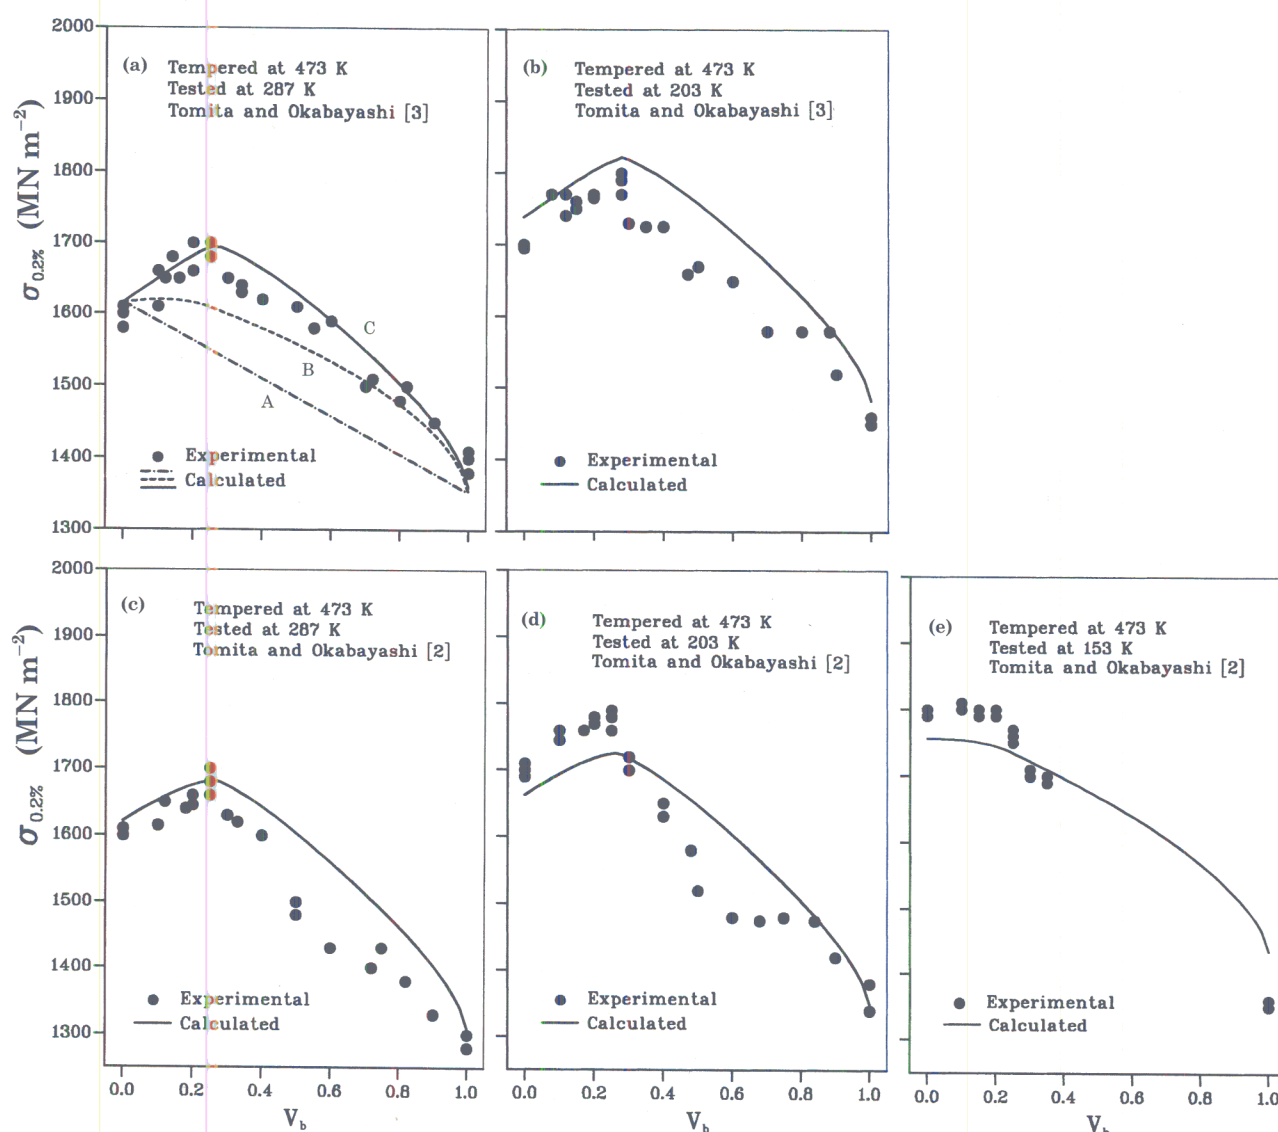 2000
1900
1800
1700
1600
1500
1400
1300
σ0.2% (MN m−2)
(a) Tempered at 473 K
Tested at 287 K
Tomita and Okabayashi [3]
C
B
A
Experimental
Calculated
(b) Tempered at 473 K
Tested at 203 K
Tomita and Okabayashi [3]
Experimental
Calculated
2000
1900
1800
1700
1600
1500
1400
1300
σ0.2% (MN m−2)
(c) Tempered at 473 K
Tested at 287 K
Tomita and Okabayashi [2]
Experimental
Calculated
0.0 0.2 0.4 0.6 0.8 1.0
Vb
(d) Tempered at 473 K
Tested at 203 K
Tomita and Okabayashi [2]
Experimental
Calculated
0.0 0.2 0.4 0.6 0.8 1.0
Vb
(e) Tempered at 473 K
Tested at 153 K
Tomita and Okabayashi [2]
Experimental
Calculated
0.0 0.2 0.4 0.6 0.8 1.0
Vb